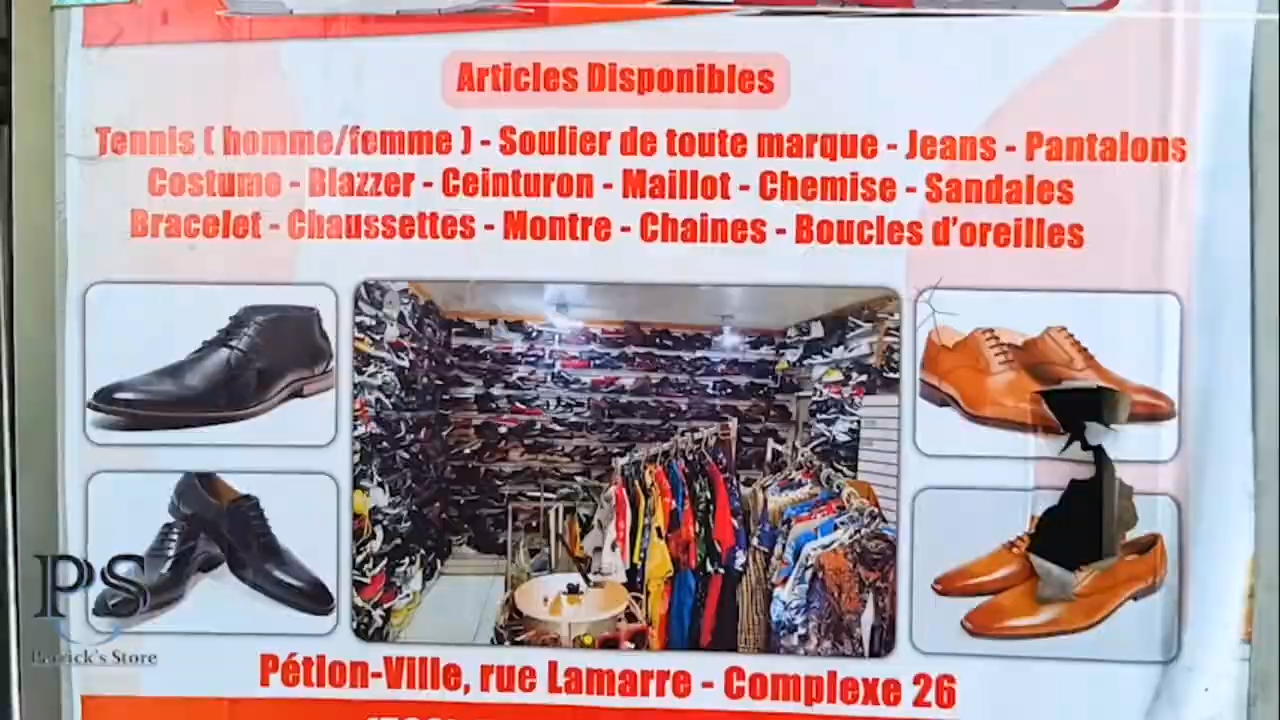 Articles Disponibles
Tennis ( homme/femme ) - Soulier de toute marque - Jeans - Pantalons
Costume - Blazzer - Ceinturon - Maillot - Chemise - Sandales
Bracelet - Chaussettes - Montre - Chaines - Boucles d'oreilles
PS
Patrick's Store
Pétion-Ville, rue Lamarre - Complexe 26